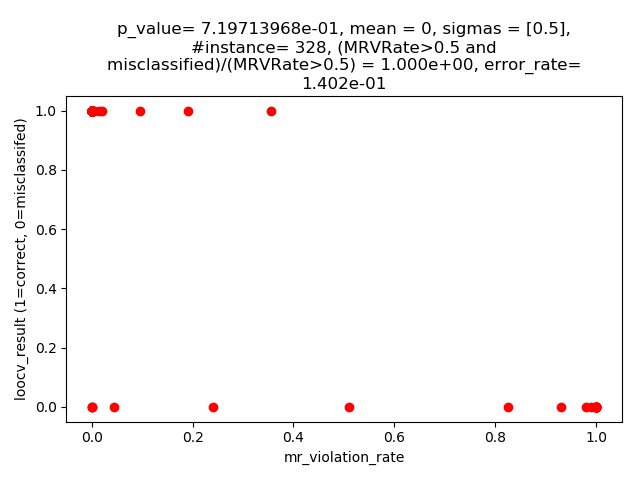 p_value= 7.19713968e-01, mean = 0, sigmas = [0.5],
#instance= 328, (MRVRate>0.5 and
misclassified)/(MRVRate>0.5) = 1.000e+00, error_rate=
1.402e-01
loocv_result (1=correct, 0=misclassifed)
1.0
0.8
0.6
0.4
0.2
0.0
0.0 0.2 0.4 0.6 0.8 1.0
mr_violation_rate